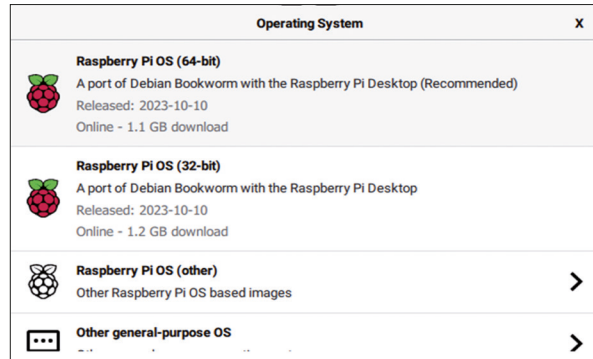 Operating System X
Raspberry Pi OS (64-bit)
A port of Debian Bookworm with the Raspberry Pi Desktop (Recommended)
Released: 2023-10-10
Online - 1.1 GB download
Raspberry Pi OS (32-bit)
A port of Debian Bookworm with the Raspberry Pi Desktop
Released: 2023-10-10
Online - 1.2 GB download
Raspberry Pi OS (other)
Other Raspberry Pi OS based images
Other general-purpose OS